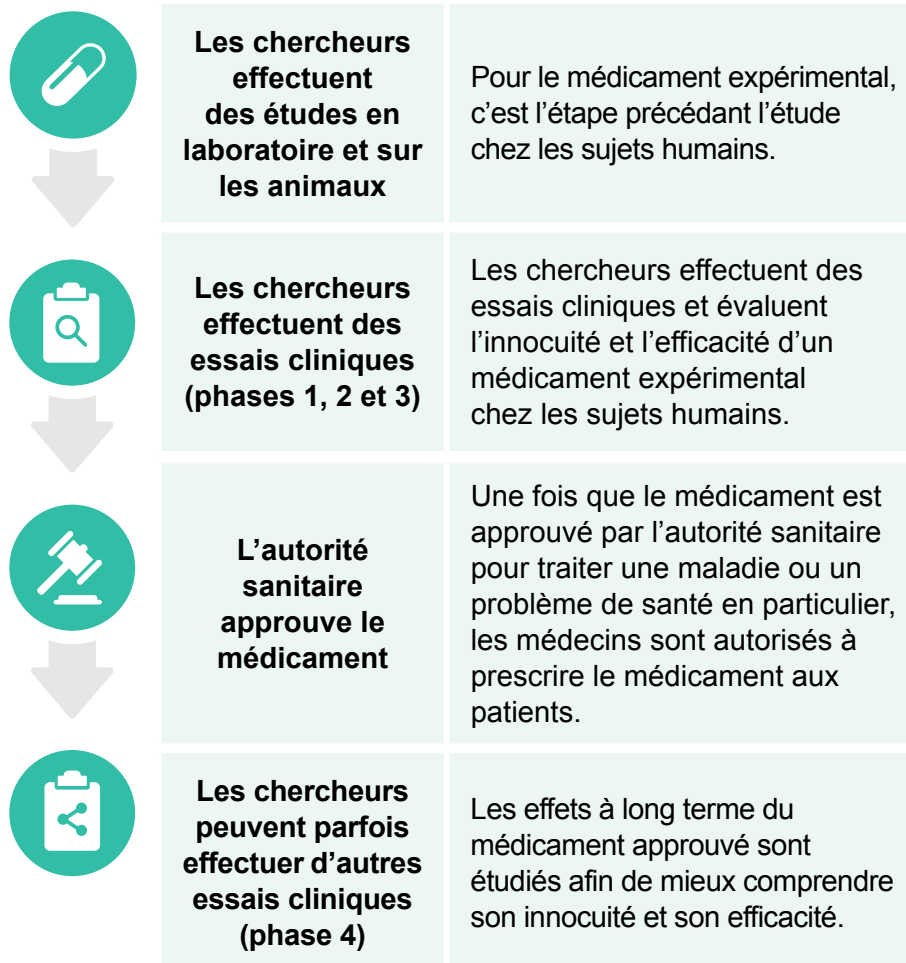 Les chercheurs
effectuent
des études en
laboratoire et sur
les animaux
Pour le médicament expérimental,
c’est l’étape précédant l’étude
chez les sujets humains.
Les chercheurs
effectuent des
essais cliniques
(phases 1, 2 et 3)
Les chercheurs effectuent des
essais cliniques et évaluent
l’innocuité et l’efficacité d’un
médicament expérimental
chez les sujets humains.
L’autorité
sanitaire
approuve le
médicament
Une fois que le médicament est
approuvé par l’autorité sanitaire
pour traiter une maladie ou un
problème de santé en particulier,
les médecins sont autorisés à
prescrire le médicament aux
patients.
Les chercheurs
peuvent parfois
effectuer d’autres
essais cliniques
(phase 4)
Les effets à long terme du
médicament approuvé sont
étudiés afin de mieux comprendre
son innocuité et son efficacité.